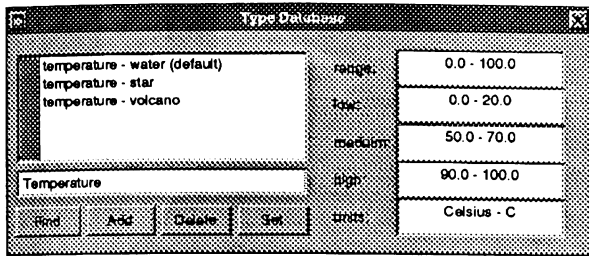 Type Database
temperature - water (default)
temperature - star
temperature - volcano
Temperature
Find Add Delete Set
range: 0.0 - 100.0
low: 0.0 - 20.0
medium: 50.0 - 70.0
high 90.0 - 100.0
units: Celsius - C